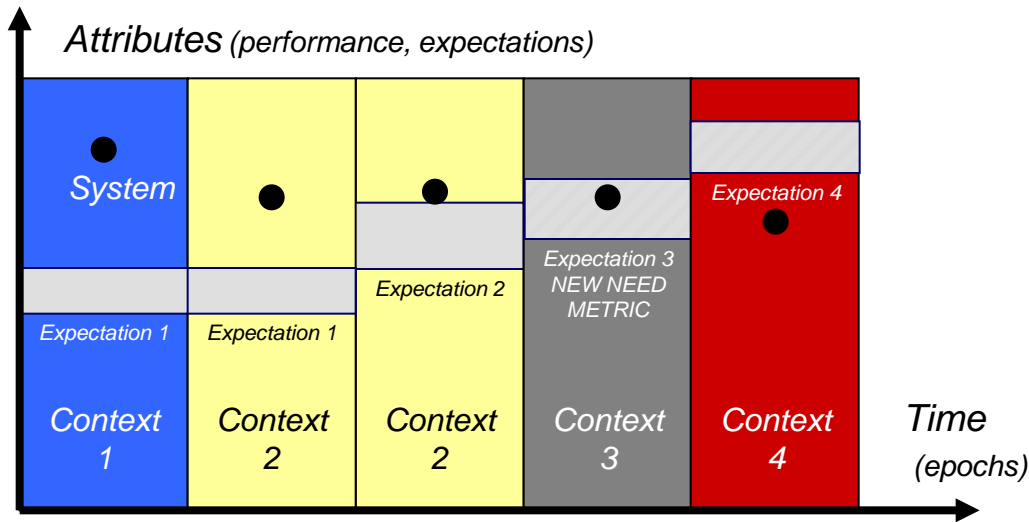 Attributes (performance, expectations)
System
Expectation 1
Expectation 1
Expectation 2
Expectation 3
NEW NEED
METRIC
Expectation 4
Context
1
Context
2
Context
2
Context
3
Context
4
Time
(epochs)